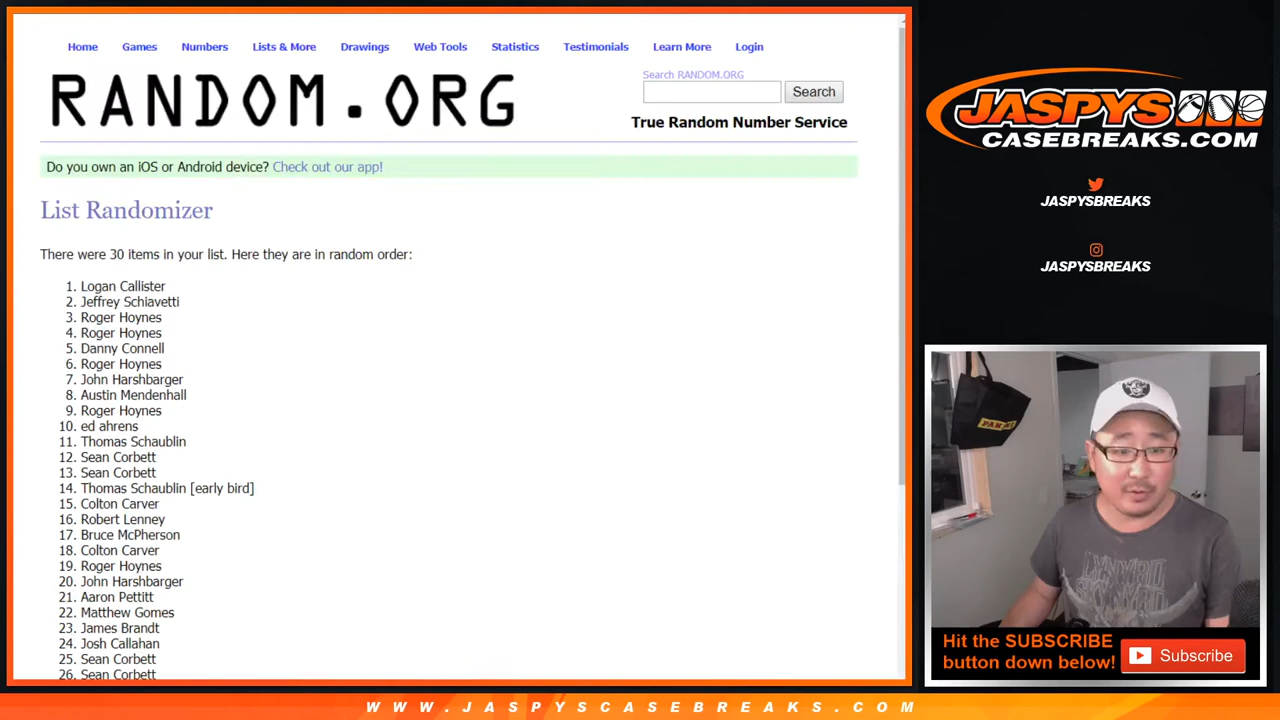 Home Games Numbers Lists & More Drawings Web Tools Statistics Testimonials Learn More Login
RANDOM.ORG
Search RANDOM.ORG
Search
True Random Number Service
Do you own an iOS or Android device? Check out our app!
List Randomizer
There were 30 items in your list. Here they are in random order:
1. Logan Callister
2. Jeffrey Schiavetti
3. Roger Hoynes
4. Roger Hoynes
5. Danny Connell
6. Roger Hoynes
7. John Harshbarger
8. Austin Mendenhall
9. Roger Hoynes
10. ed ahrens
11. Thomas Schaublin
12. Sean Corbett
13. Sean Corbett
14. Thomas Schaublin [early bird]
15. Colton Carver
16. Robert Lenney
17. Bruce McPherson
18. Colton Carver
19. Roger Hoynes
20. John Harshbarger
21. Aaron Pettitt
22. Matthew Gomes
23. James Brandt
24. Josh Callahan
25. Sean Corbett
26. Sean Corbett
JASPYS
CASEBREAKS.COM
JASPYSBREAKS
JASPYSBREAKS
LYNYRD
SKYNYRD
Hit the SUBSCRIBE
button down below!
Subscribe
WWW.JASPYSCASEBREAKS.COM